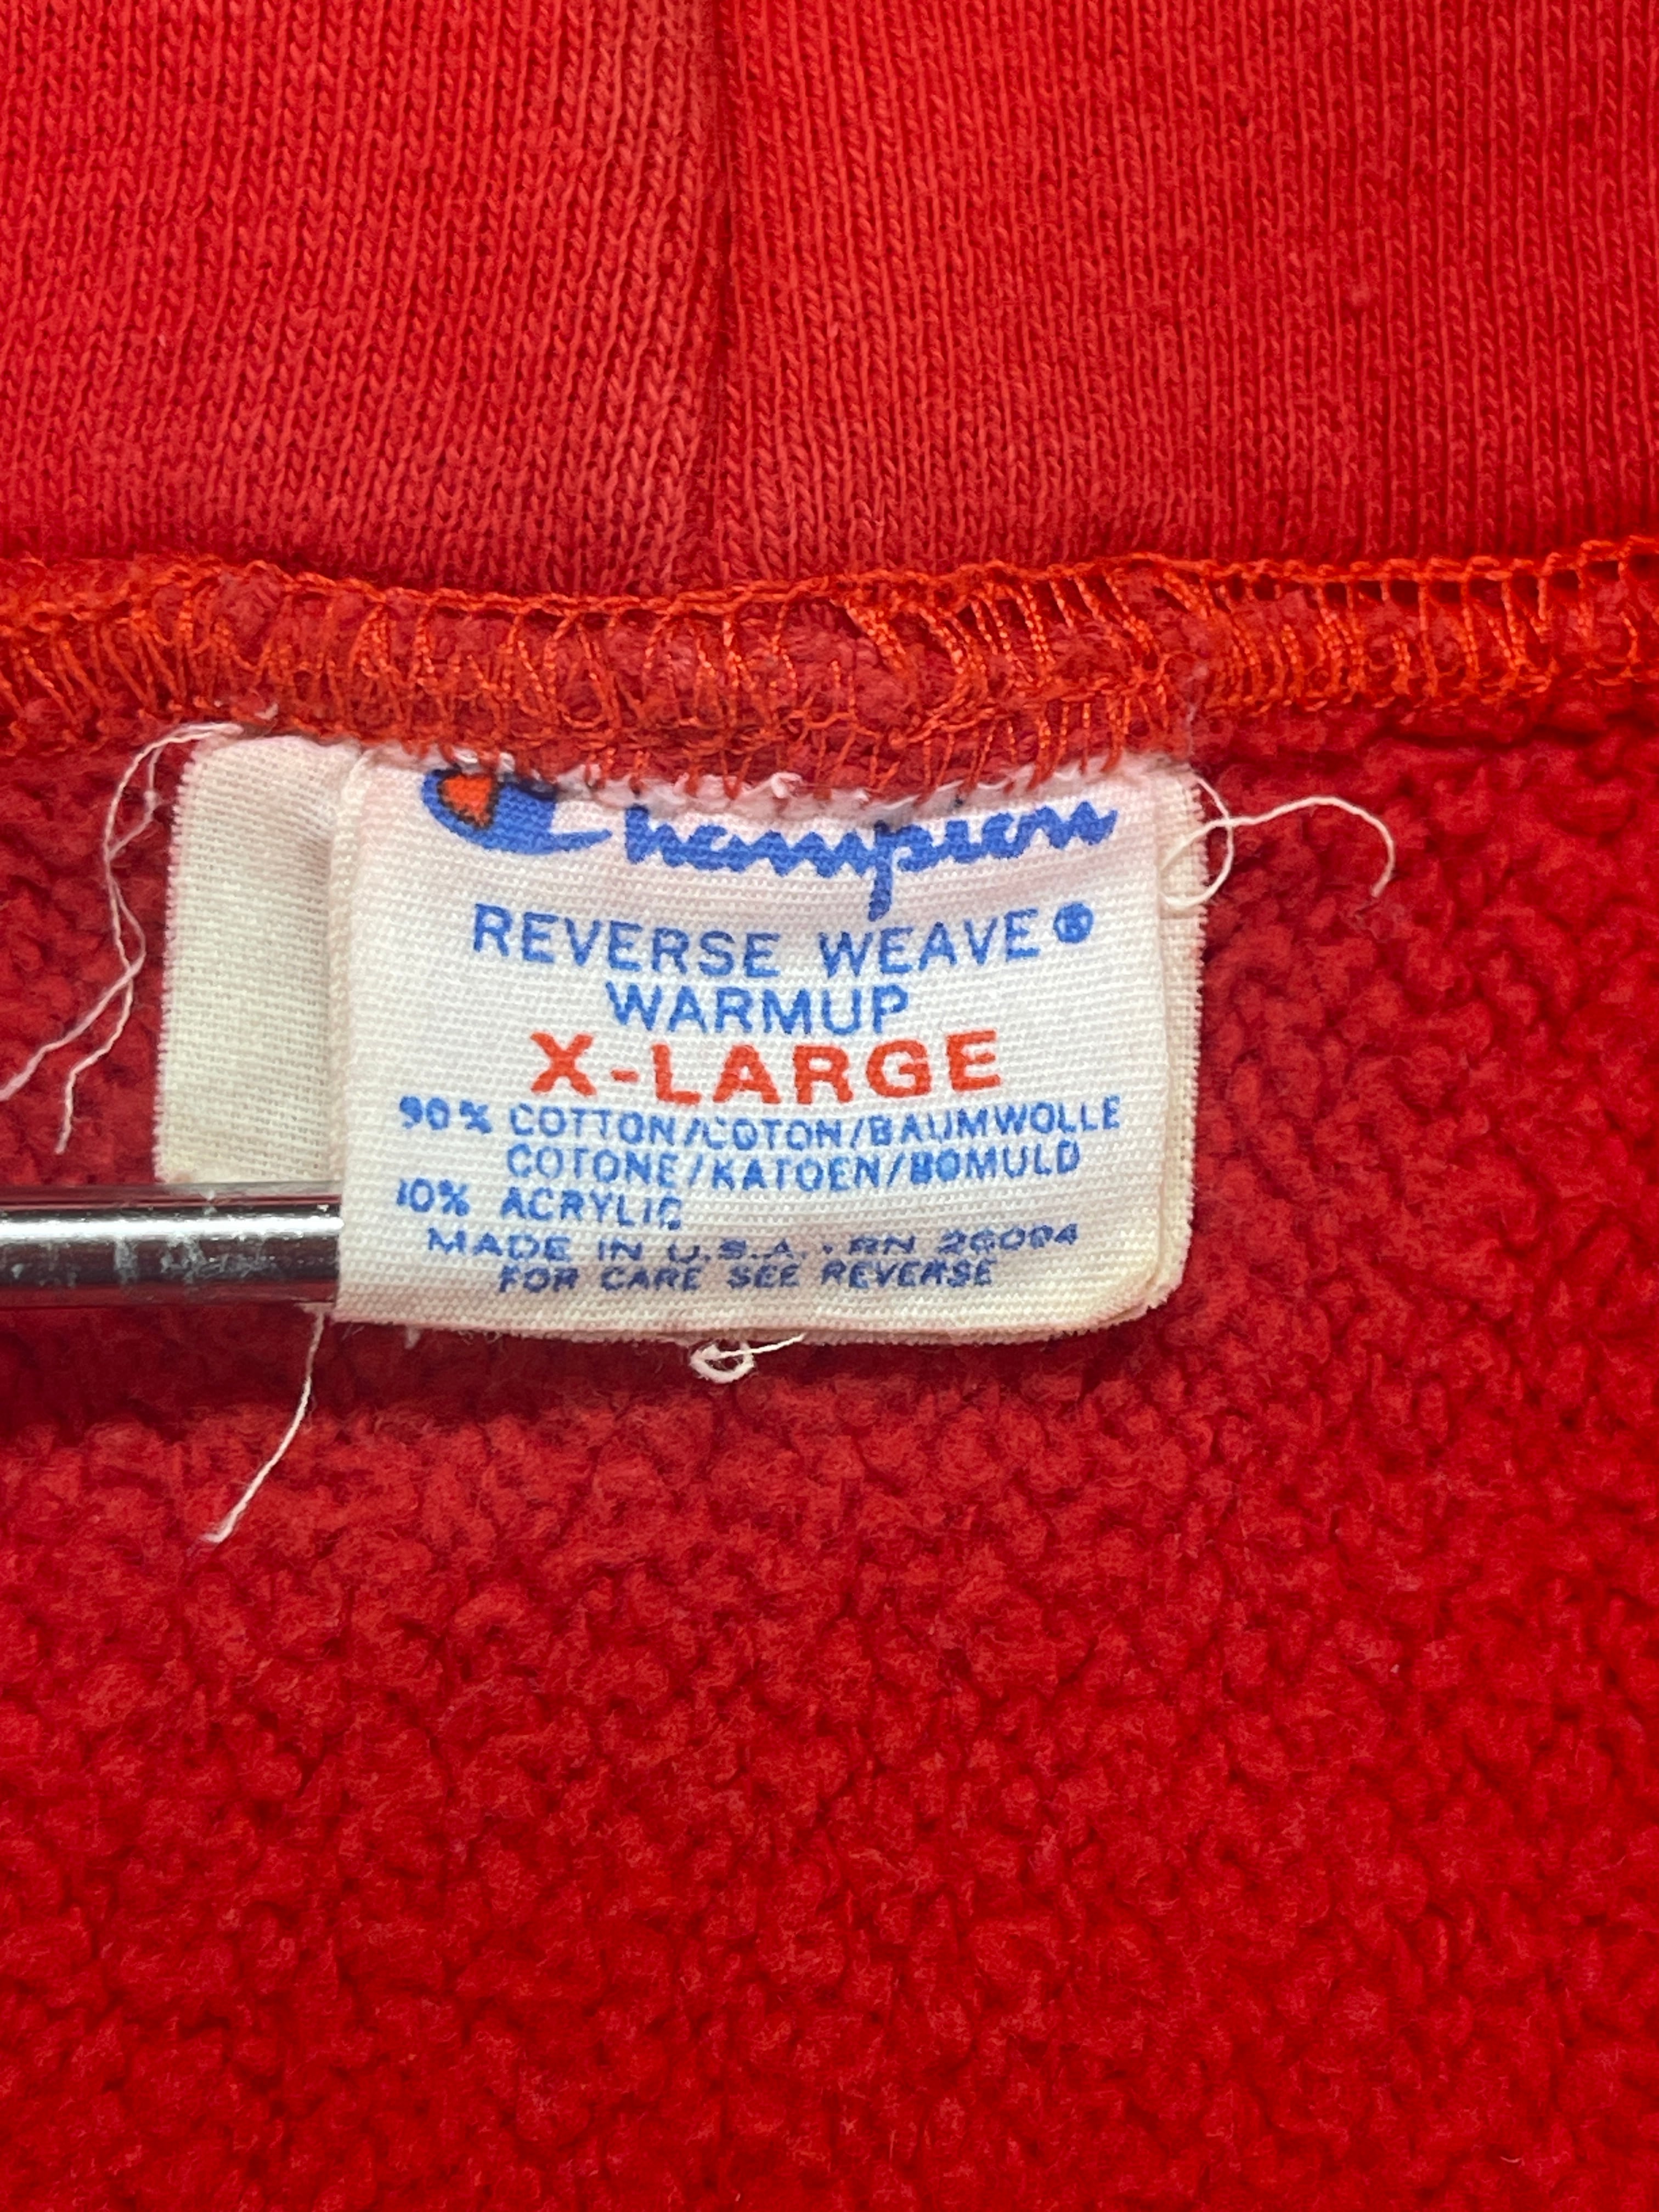 Champion
REVERSE WEAVE®
WARMUP
X-LARGE
90% COTTON/COTON/BAUMWOLLE
COTONE/KATOEN/BOMULD
10% ACRYLIC
MADE IN U.S.A. · RN 26094
FOR CARE SEE REVERSE